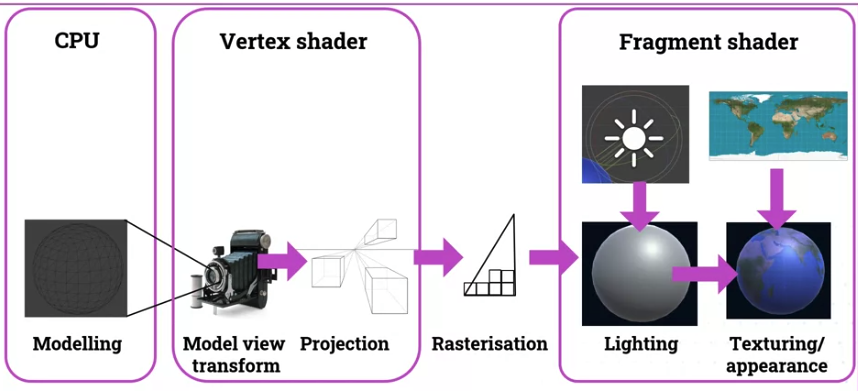 CPU
Vertex shader
Fragment shader
Modelling
Model view
transform
Projection
Rasterisation
Lighting
Texturing/
appearance